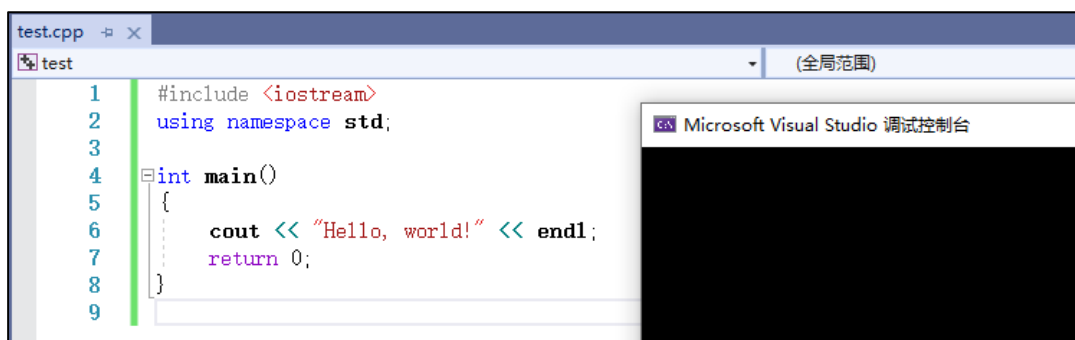 test.cpp
test
(全局范围)
1 #include <iostream>
2 using namespace std;
3
4 int main()
5 {
6 cout << "Hello, world!" << endl;
7 return 0;
8 }
9
Microsoft Visual Studio 调试控制台